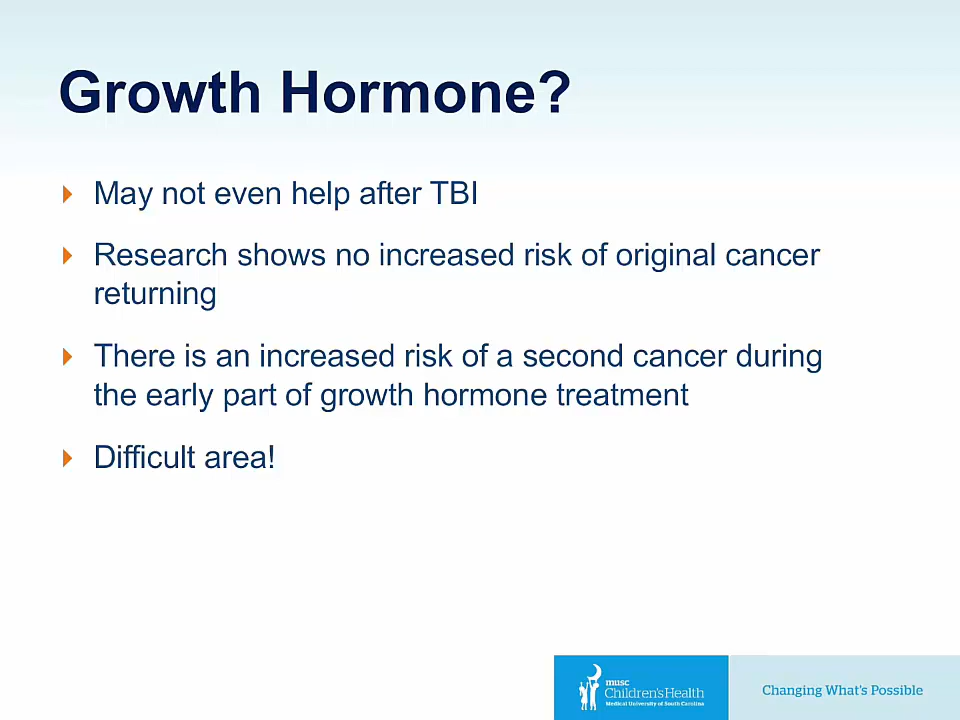 Growth Hormone?
May not even help after TBI
Research shows no increased risk of original cancer
returning
There is an increased risk of a second cancer during
the early part of growth hormone treatment
Difficult area!
musc
Children'sHealth
Medical University of South Carolina
Changing What's Possible